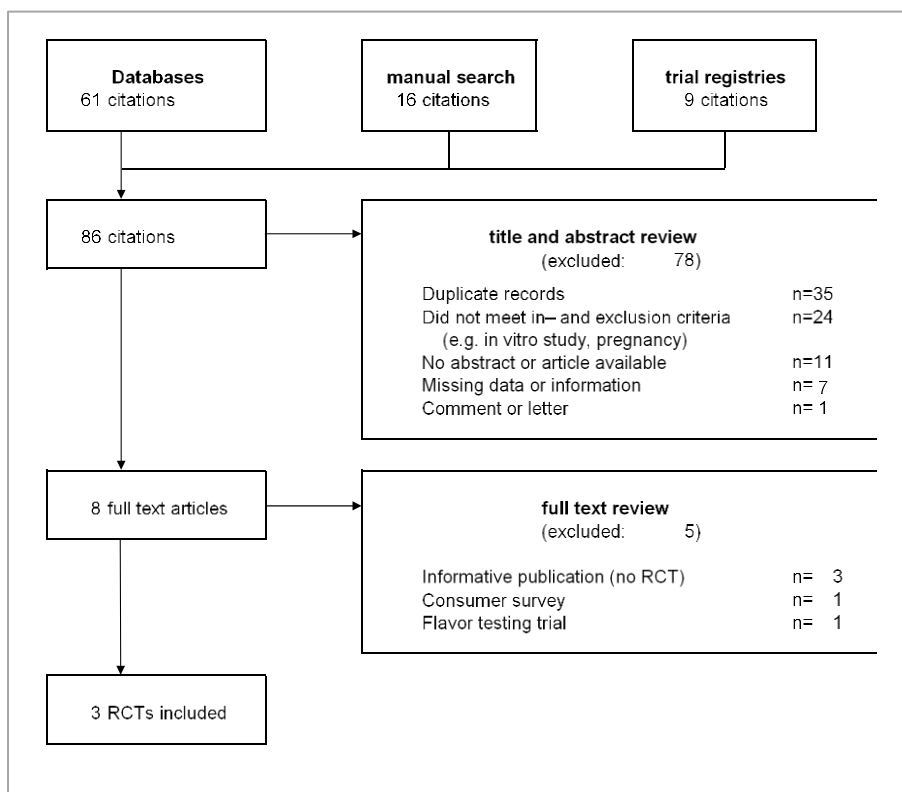 Databases
61 citations
manual search
16 citations
trial registries
9 citations
86 citations
title and abstract review
(excluded: 78)
Duplicate records n=35
Did not meet in– and exclusion criteria n=24
(e.g. in vitro study, pregnancy)
No abstract or article available n=11
Missing data or information n= 7
Comment or letter n= 1
8 full text articles
full text review
(excluded: 5)
Informative publication (no RCT) n= 3
Consumer survey n= 1
Flavor testing trial n= 1
3 RCTs included